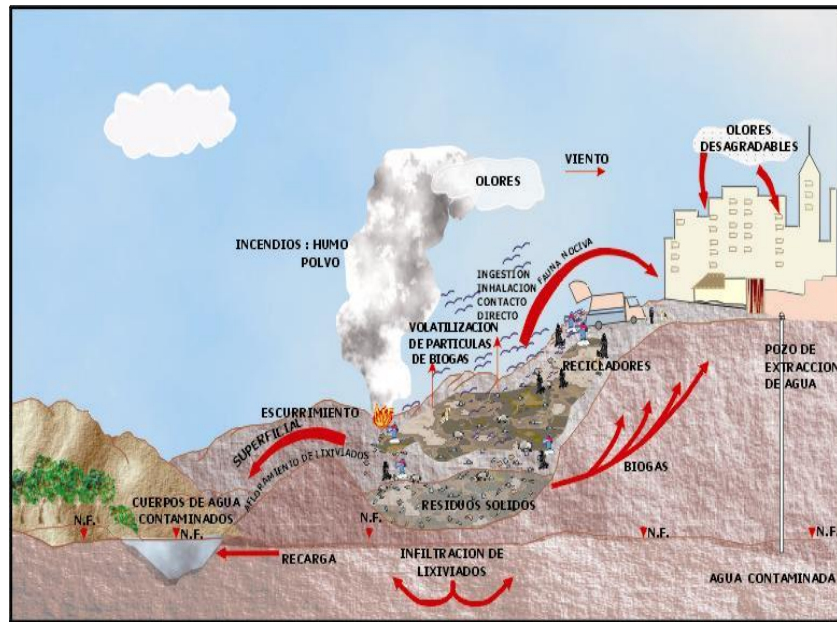 OLORES
DESAGRADABLES
VIENTO
OLORES
INCENDIOS : HUMO
POLVO
INGESTIÓN
INHALACION
CONTACTO
DIRECTO
FAUNA NOCIVA
VOLATILIZACION
DE PARTICULAS
DE BIOGAS
RECICLADORES
POZO DE
EXTRACCION
DE AGUA
ESCURRIMIENTO
SUPERFICIAL
AFLORAMIENTO DE LIXIVIADOS
BIOGAS
CUERPOS DE AGUA
CONTAMINADOS
RESIDUOS SOLIDOS
N.F.
N.F.
N.F.
N.F.
N.F.
RECARGA
INFILTRACION DE
LIXIVIADOS
AGUA CONTAMINADA